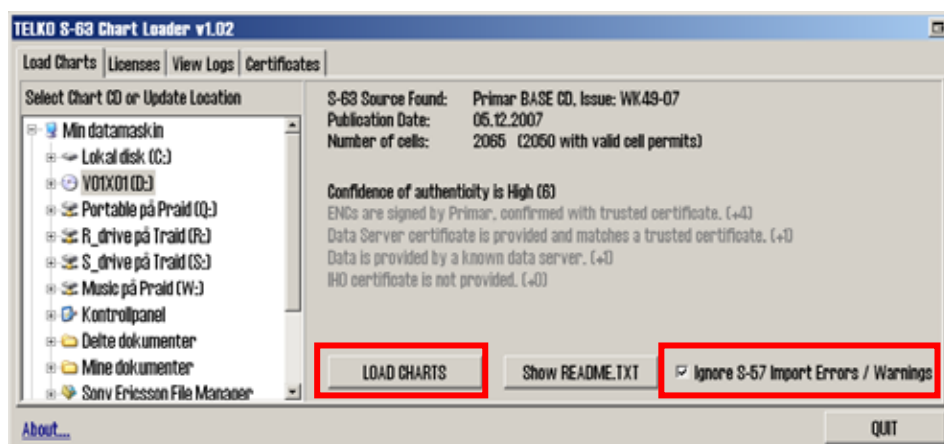 TELKO S-63 Chart Loader v1.02
Load Charts Licenses View Logs Certificates
Select Chart CD or Update Location
Min datamaskin
Lokal disk (C:)
V01X01 (D:)
Portable på Praid (Q:)
R_drive på Traid (R:)
S_drive på Traid (S:)
Music på Praid (W:)
Kontrollpanel
Delte dokumenter
Mine dokumenter
Sony Ericsson File Manager
S-63 Source Found: Primar BASE CD, Issue: WK49-07
Publication Date: 05.12.2007
Number of cells: 2065 (2050 with valid cell permits)
Confidence of authenticity is High (6)
ENCs are signed by Primar, confirmed with trusted certificate. (+4)
Data Server certificate is provided and matches a trusted certificate. (+1)
Data is provided by a known data server. (+1)
IHO certificate is not provided. (+0)
LOAD CHARTS
Show README.TXT
Ignore S-57 Import Errors / Warnings
About...
QUIT